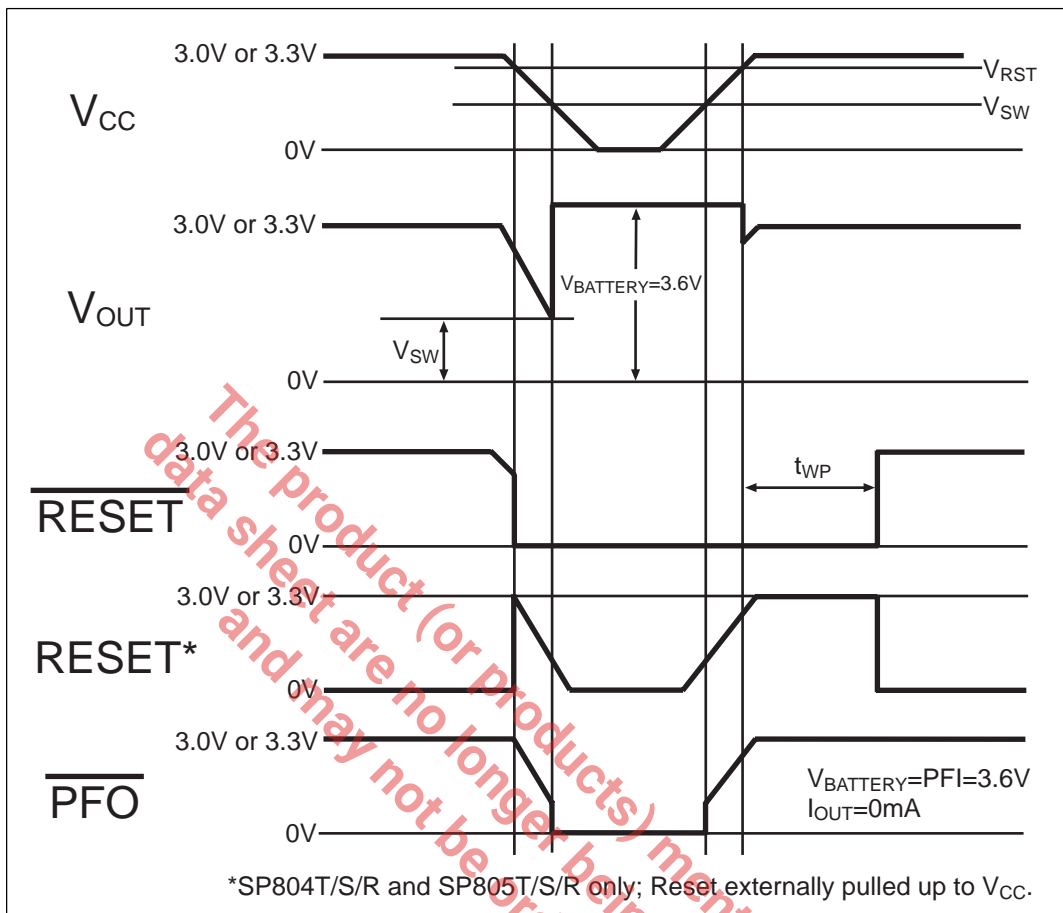 3.0V or 3.3V
VRST
VCC
VSW
0V
3.0V or 3.3V
VBATTERY=3.6V
VOUT
VSW
0V
3.0V or 3.3V
tWP
RESET
0V
3.0V or 3.3V
RESET*
0V
3.0V or 3.3V
PFO
VBATTERY=PFI=3.6V
IOUT=0mA
0V
*SP804T/S/R and SP805T/S/R only; Reset externally pulled up to VCC.
The product (or products) ment
data sheet are no longer bein
and may not be or